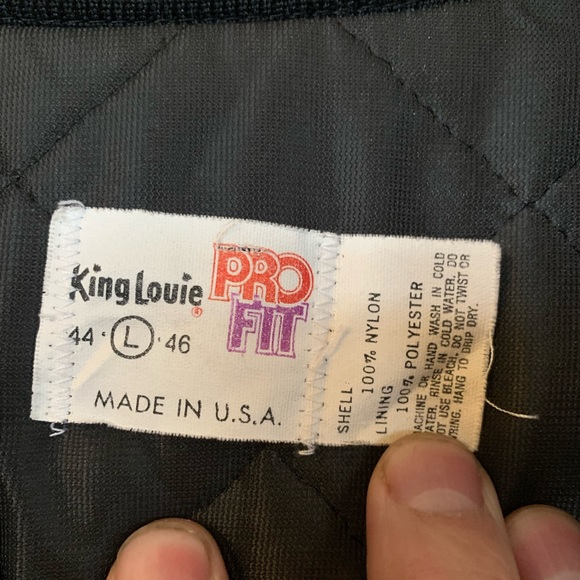 King Louie®
PRO
FIT
44 · L · 46
MADE IN U.S.A.
SHELL
100% NYLON
LINING
100% POLYESTER
MACHINE OR HAND WASH IN COLD
WATER, RINSE IN COLD WATER. DO
NOT USE BLEACH. DO NOT TWIST OR
WRING. HANG TO DRIP DRY.